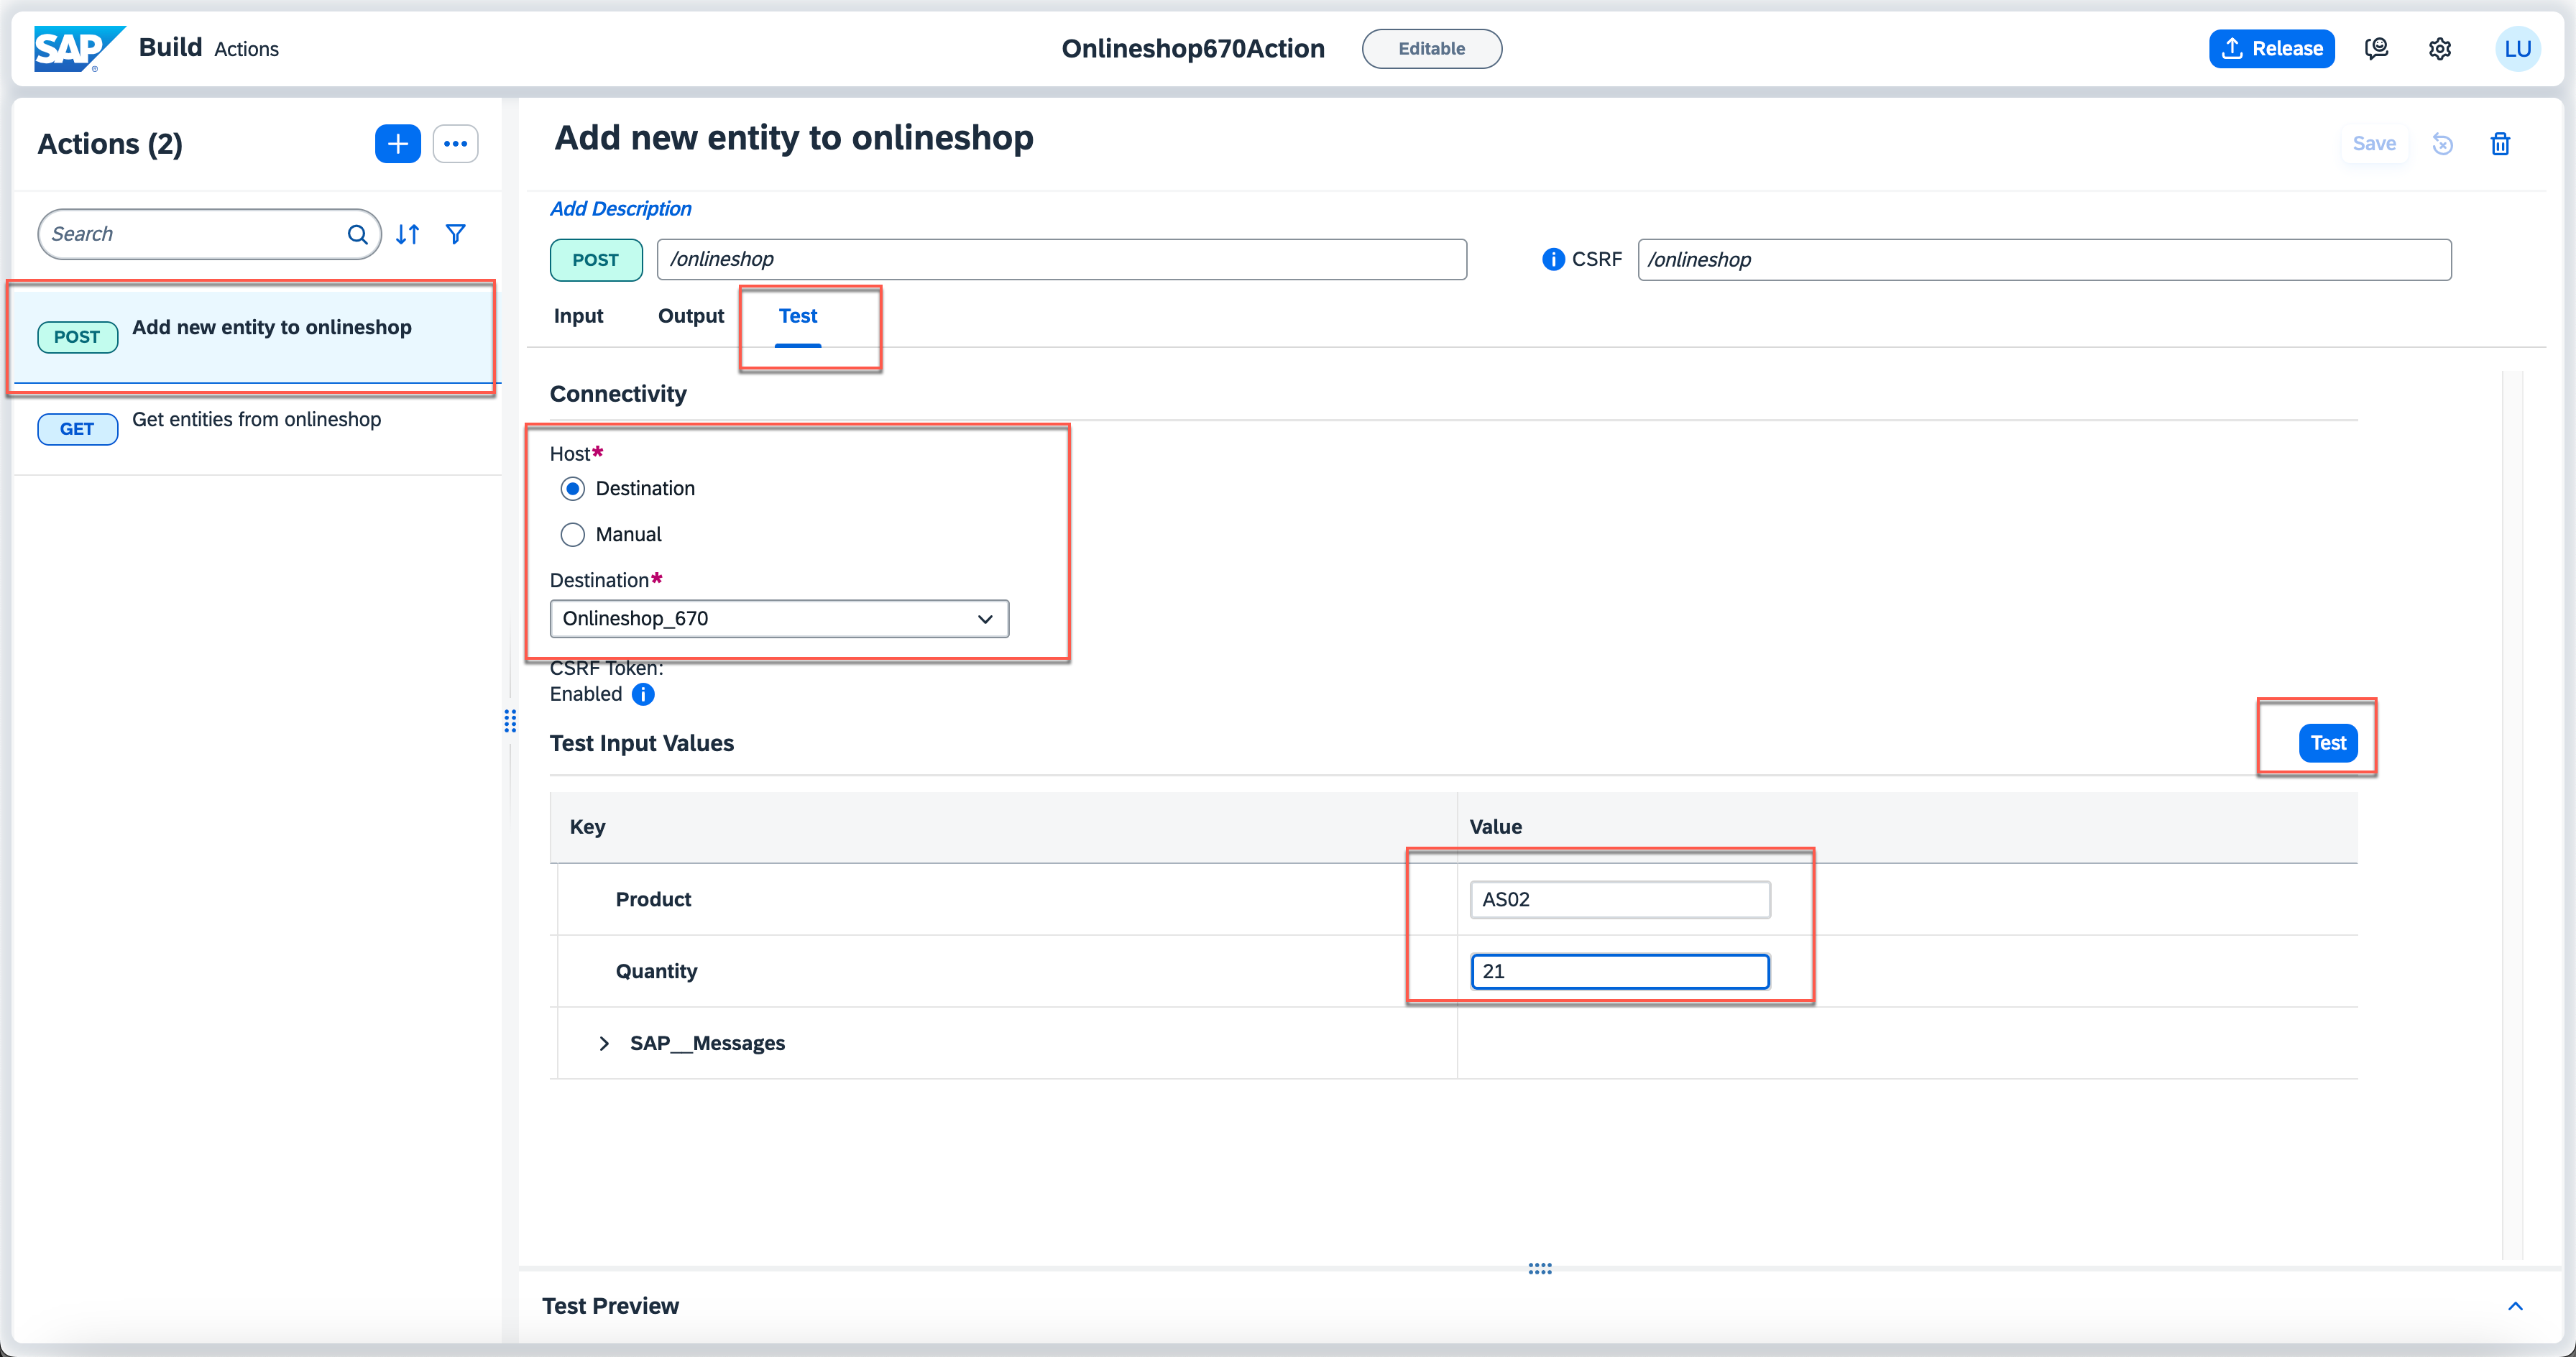 SAP Build Actions
Onlineshop670Action
Editable
Release
LU
Actions (2)
Search
POST Add new entity to onlineshop
GET Get entities from onlineshop
Add new entity to onlineshop
Save
Add Description
POST /onlineshop
CSRF /onlineshop
Input Output Test
Connectivity
Host*
Destination
Manual
Destination*
Onlineshop_670
CSRF Token:
Enabled
Test Input Values
Test
Key Value
Product AS02
Quantity 21
SAP__Messages
Test Preview